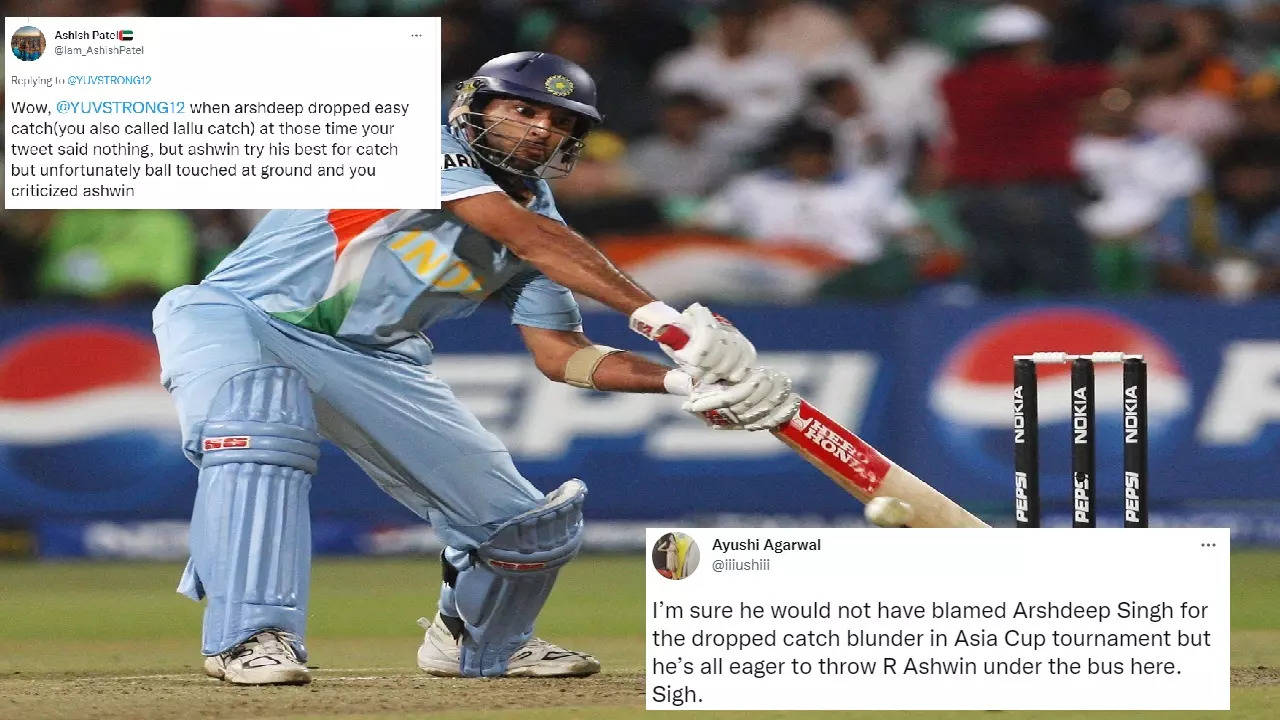 Ashish Patel
@Iam_AshishPatel
Replying to @YUVSTRONG12
Wow, @YUVSTRONG12 when arshdeep dropped easy
catch(you also called lallu catch) at those time your
tweet said nothing, but ashwin try his best for catch
but unfortunately ball touched at ground and you
criticized ashwin
INDI
SG
PEPSI
HERO
HONDA
NOKIA
NOKIA
NOKIA
PEPSI
PEPSI
PEPSI
Ayushi Agarwal
@iiiushiii
I’m sure he would not have blamed Arshdeep Singh for
the dropped catch blunder in Asia Cup tournament but
he’s all eager to throw R Ashwin under the bus here.
Sigh.